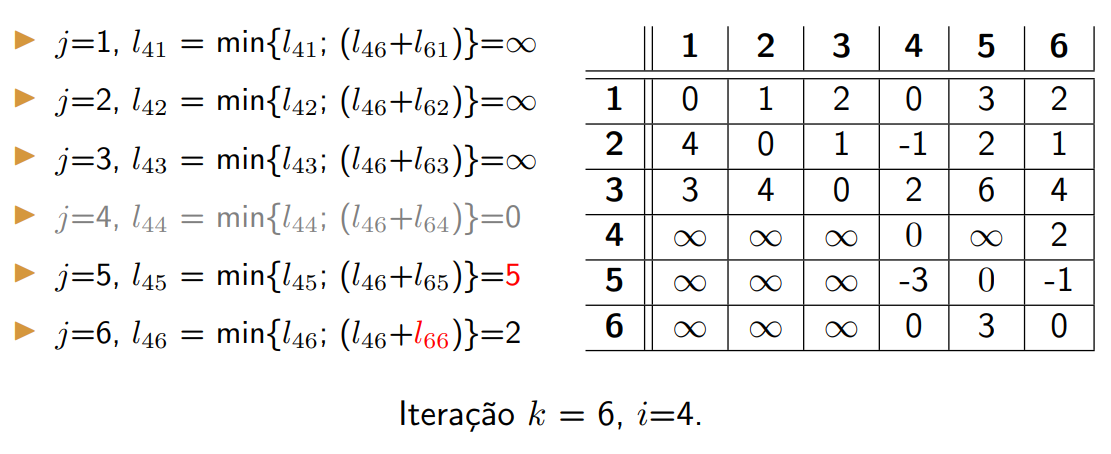 ▶ j=1, l₄₁ = min{l₄₁; (l₄₆+l₆₁)}=∞
▶ j=2, l₄₂ = min{l₄₂; (l₄₆+l₆₂)}=∞
▶ j=3, l₄₃ = min{l₄₃; (l₄₆+l₆₃)}=∞
▶ j=4, l₄₄ = min{l₄₄; (l₄₆+l₆₄)}=0
▶ j=5, l₄₅ = min{l₄₅; (l₄₆+l₆₅)}=5
▶ j=6, l₄₆ = min{l₄₆; (l₄₆+l₆₆)}=2
1 2 3 4 5 6
1 0 1 2 0 3 2
2 4 0 1 -1 2 1
3 3 4 0 2 6 4
4 ∞ ∞ ∞ 0 ∞ 2
5 ∞ ∞ ∞ -3 0 -1
6 ∞ ∞ ∞ 0 3 0
Iteração k = 6, i=4.